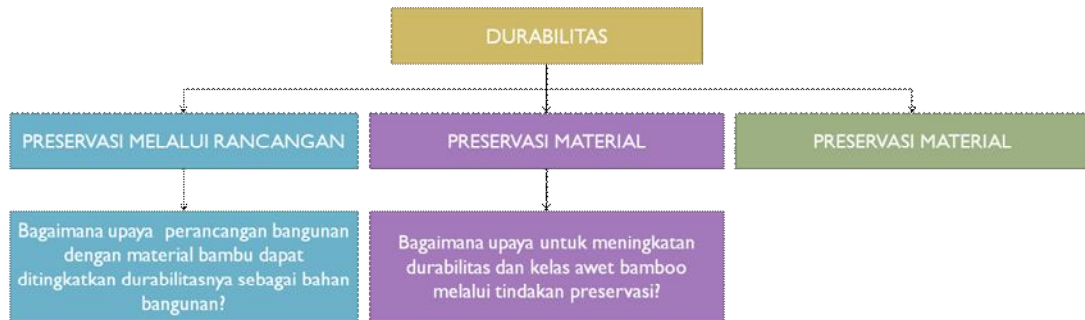 DURABILITAS
PRESERVASI MELALUI RANCANGAN
PRESERVASI MATERIAL
PRESERVASI MATERIAL
Bagaimana upaya perancangan bangunan
dengan material bambu dapat
ditingkatkan durabilitasnya sebagai bahan
bangunan?
Bagaimana upaya untuk meningkatan
durabilitas dan kelas awet bamboo
melalui tindakan preservasi?